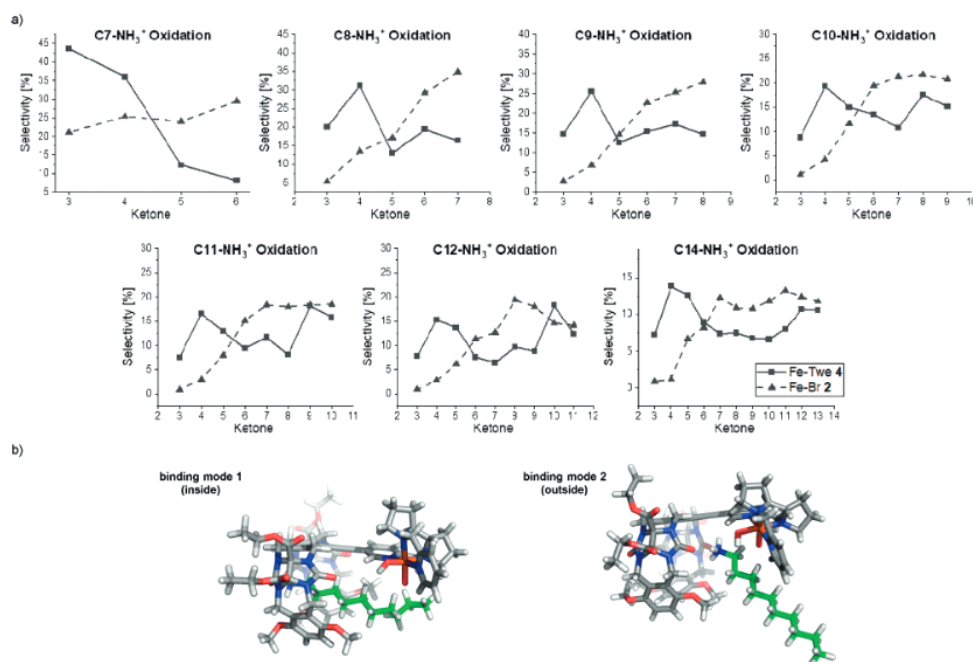 a)
C7-NH₃⁺ Oxidation
Selectivity [%]
45
40
35
30
25
20
5
3 4 5 6
Ketone
C8-NH₃⁺ Oxidation
Selectivity [%]
45
40
35
30
25
20
15
10
5
2 3 4 5 6 7 8
Ketone
C9-NH₃⁺ Oxidation
Selectivity [%]
40
35
30
25
20
15
10
5
0
2 3 4 5 6 7 8 9
Ketone
C10-NH₃⁺ Oxidation
Selectivity [%]
30
25
20
15
10
5
0
2 3 4 5 6 7 8 9 10
Ketone
C11-NH₃⁺ Oxidation
Selectivity [%]
30
25
20
15
10
5
0
2 3 4 5 6 7 8 9 10 11
Ketone
C12-NH₃⁺ Oxidation
Selectivity [%]
30
25
20
15
10
5
0
2 3 4 5 6 7 9 10 12
Ketone
C14-NH₃⁺ Oxidation
Selectivity [%]
15
10
5
2 3 4 5 6 7 8 9 10 11 12 13 14
Ketone
Fe-Twe 4
Fe-Br 2
b)
binding mode 1
(inside)
binding mode 2
(outside)